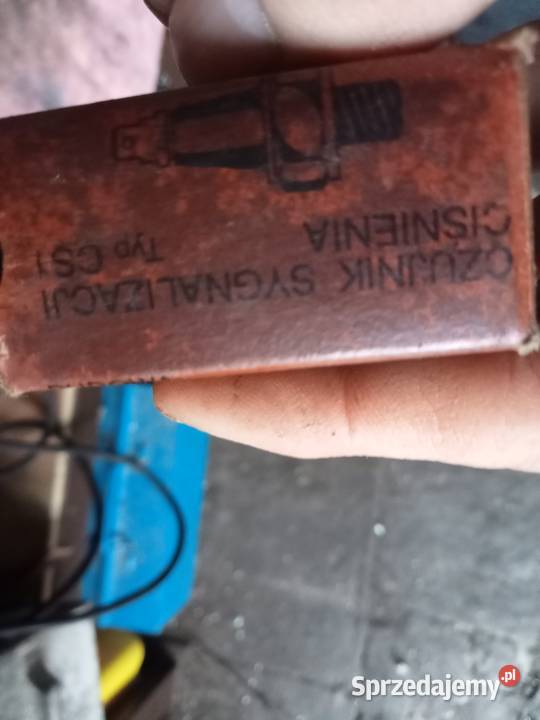 CZUJNIK SYGNALIZACJI
CIŚNIENIA
Typ CS1
Sprzedajemy.pl